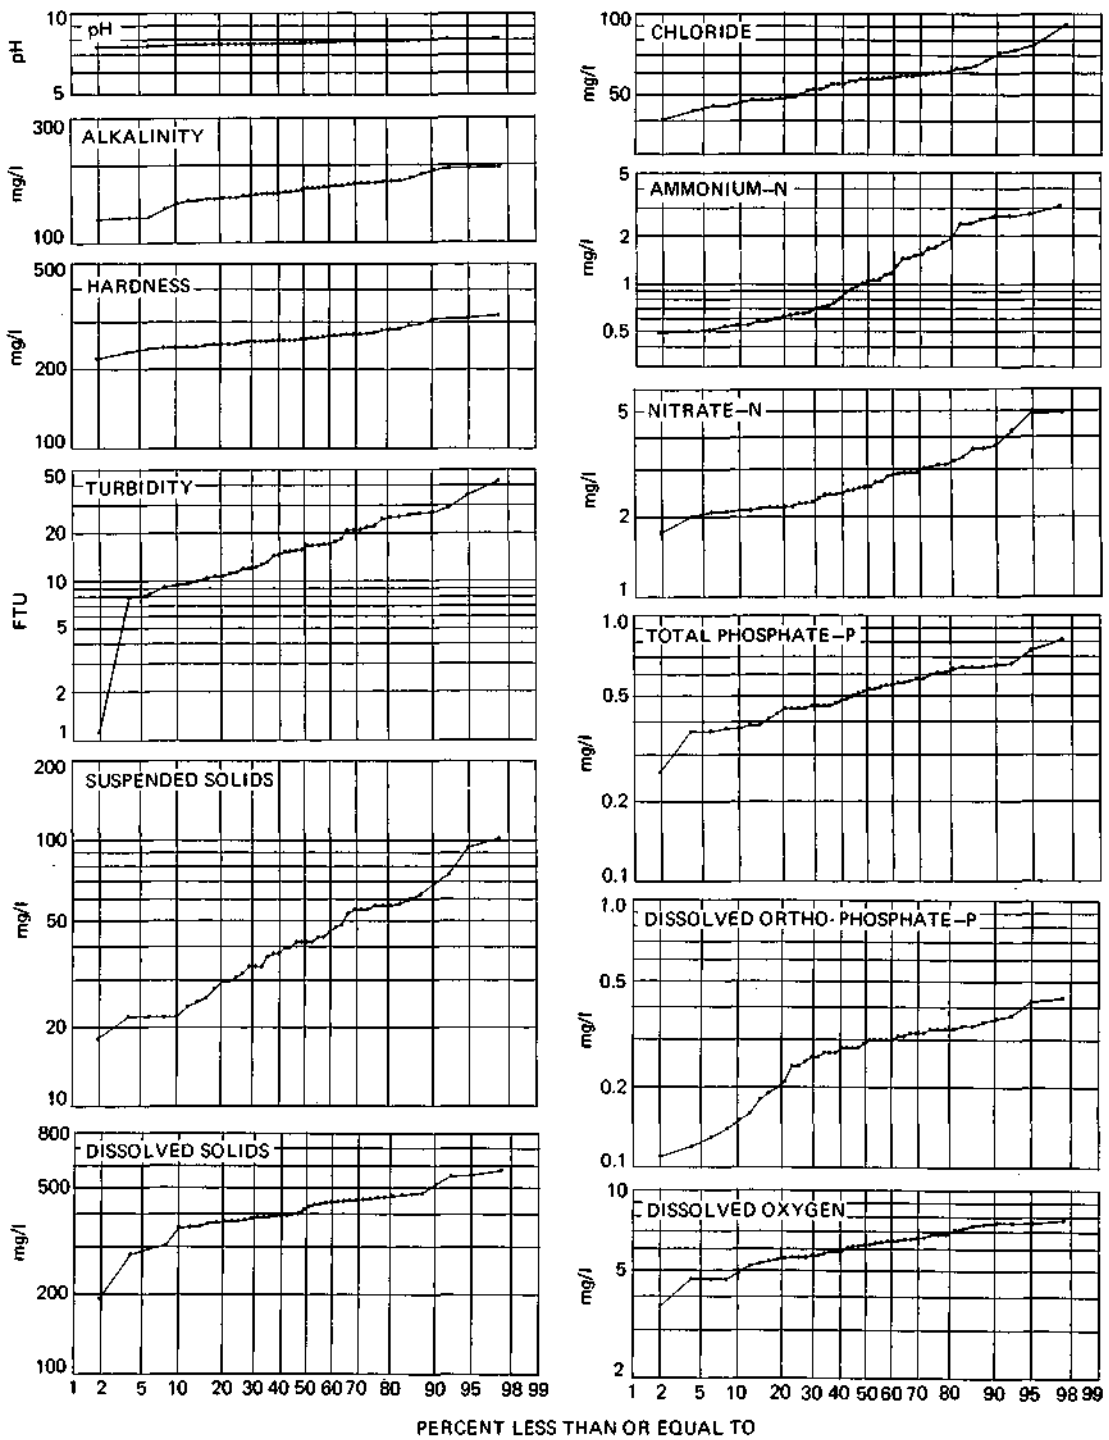 10
pH
pH
5
300
ALKALINITY
mg/l
100
500
HARDNESS
mg/l
200
100
50
TURBIDITY
20
10
FTU
5
2
1
200
SUSPENDED SOLIDS
100
mg/l
50
20
10
800
DISSOLVED SOLIDS
500
mg/l
200
100
1 2 5 10 20 30 40 50 60 70 80 90 95 98 99
100
CHLORIDE
mg/l
50
5
AMMONIUM–N
2
mg/l
1
0.5
5
NITRATE–N
mg/l
2
1
1.0
TOTAL PHOSPHATE–P
0.5
mg/l
0.2
0.1
1.0
DISSOLVED ORTHO-PHOSPHATE–P
0.5
mg/l
0.2
0.1
10
DISSOLVED OXYGEN
5
mg/l
2
1 2 5 10 20 30 40 50 60 70 80 90 95 98 99
PERCENT LESS THAN OR EQUAL TO